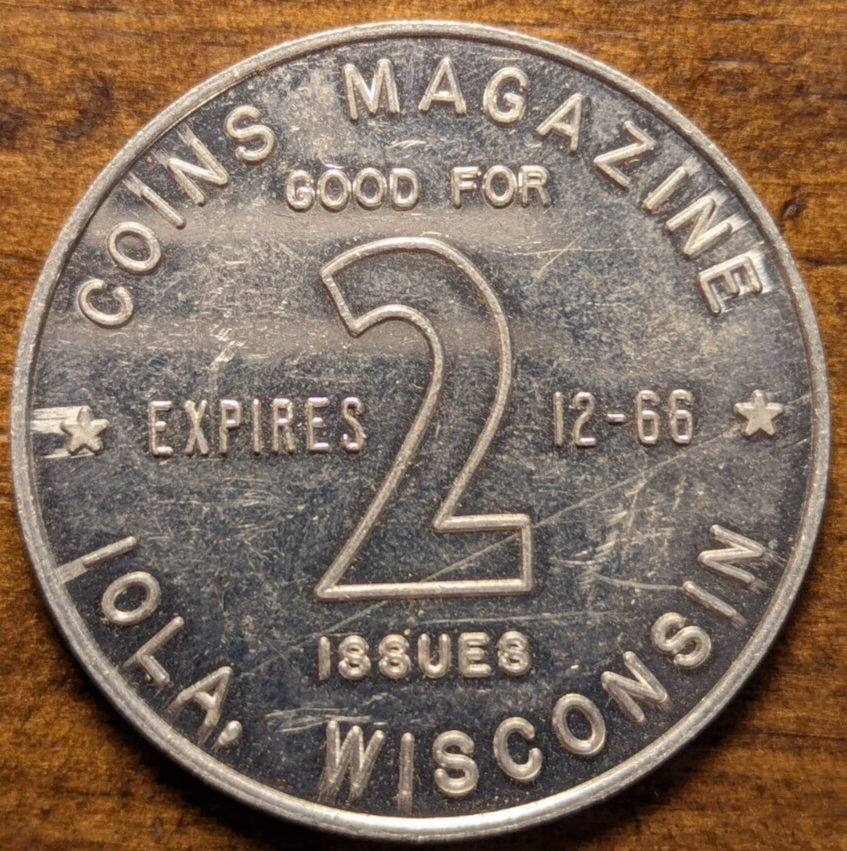 COINS MAGAZINE
GOOD FOR
2
EXPIRES 12-66
ISSUES
IOLA, WISCONSIN